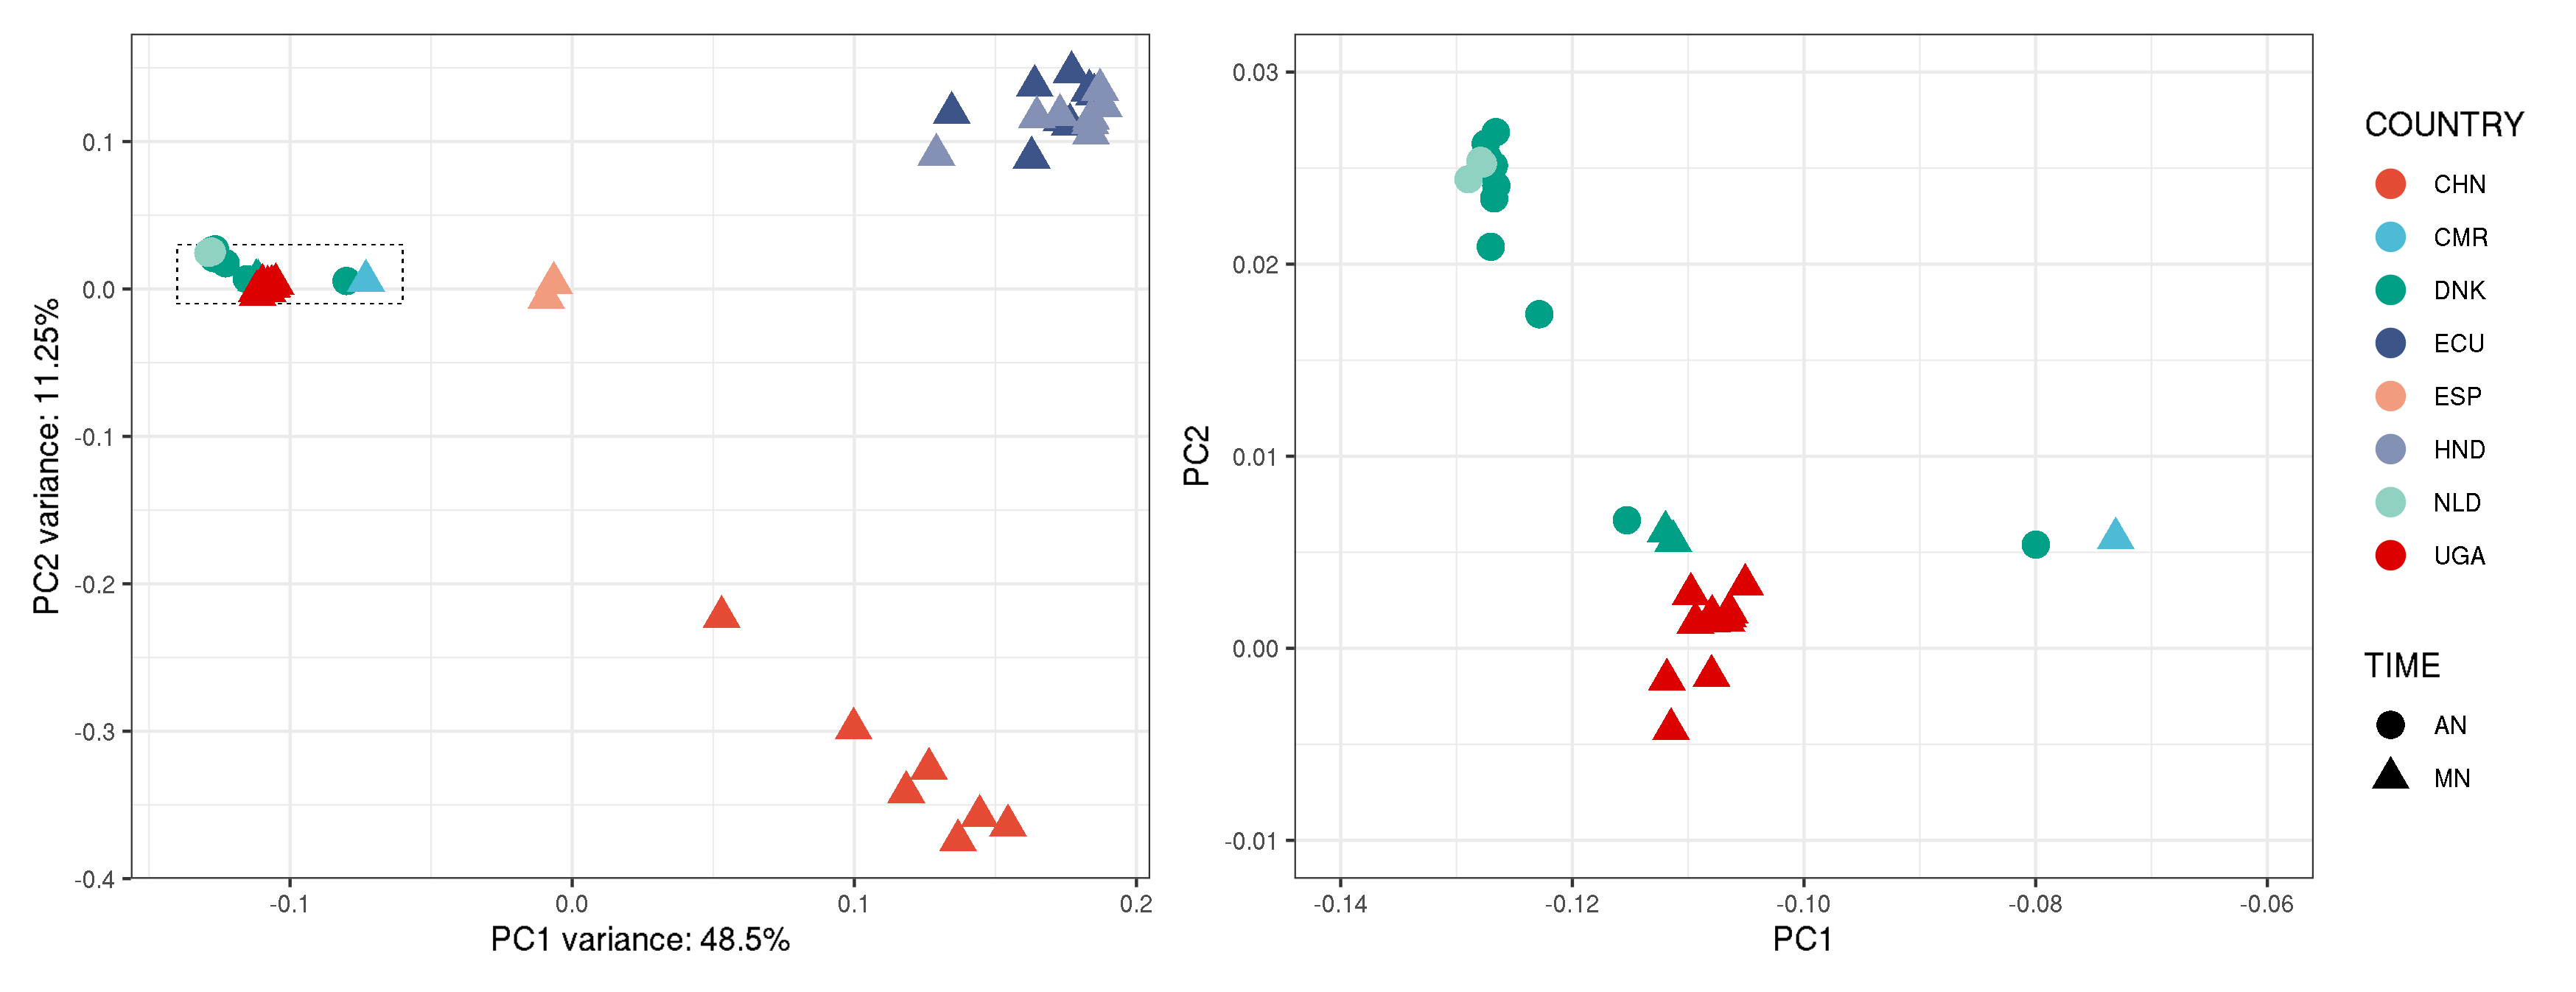 0.1
0.0
-0.1
-0.2
-0.3
-0.4
PC2 variance: 11.25%
-0.1
0.0
0.1
0.2
PC1 variance: 48.5%
0.03
0.02
0.01
0.00
-0.01
PC2
-0.14
-0.12
-0.10
-0.08
-0.06
PC1
COUNTRY
CHN
CMR
DNK
ECU
ESP
HND
NLD
UGA
TIME
AN
MN